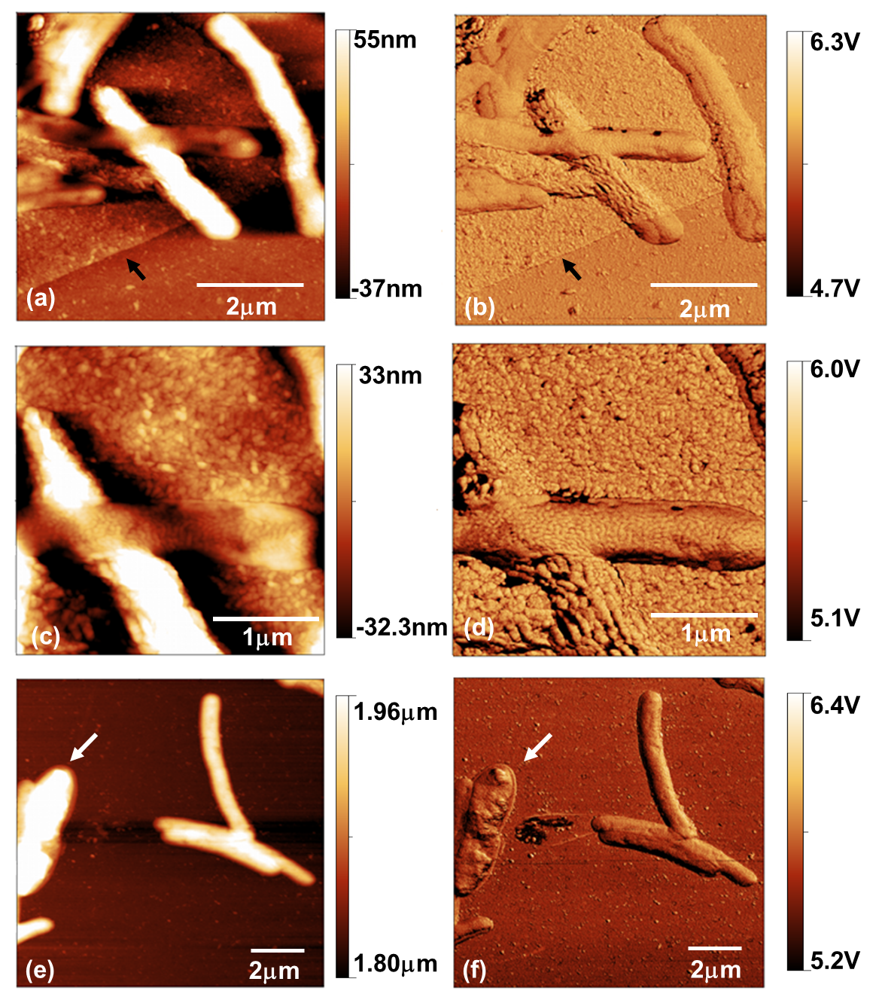 55nm
-37nm
(a)
2μm
6.3V
4.7V
(b)
2μm
33nm
-32.3nm
(c)
1μm
6.0V
5.1V
(d)
1μm
1.96μm
1.80μm
(e)
2μm
6.4V
5.2V
(f)
2μm